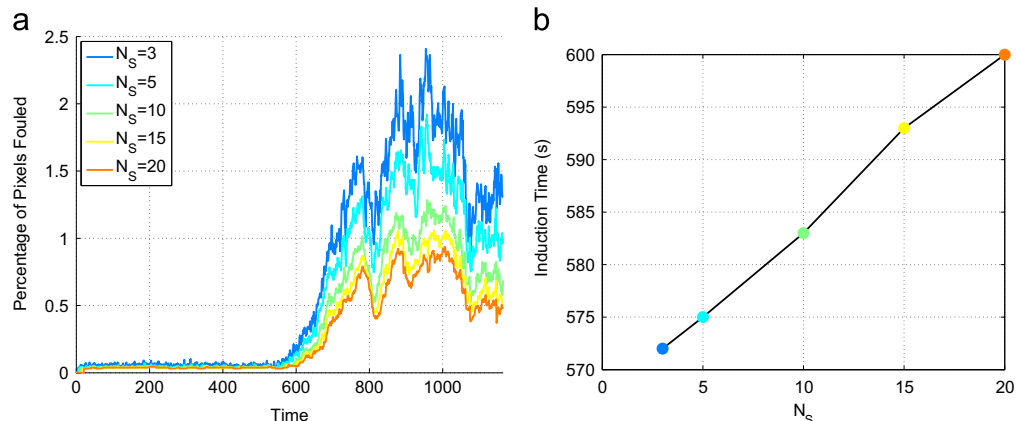 a
2.5
2
1.5
1
0.5
0
N_S=3
N_S=5
N_S=10
N_S=15
N_S=20
Percentage of Pixels Fouled
0 200 400 600 800 1000
Time
b
600
595
590
585
580
575
570
Induction Time (s)
0 5 10 15 20
N_S